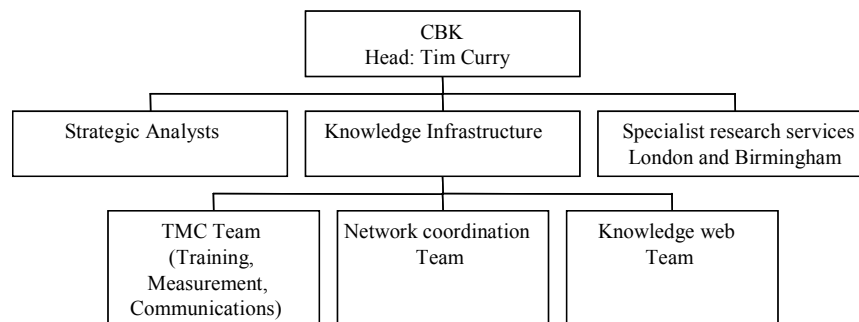 CBK
Head: Tim Curry
Strategic Analysts
Knowledge Infrastructure
Specialist research services
London and Birmingham
TMC Team
(Training,
Measurement,
Communications)
Network coordination
Team
Knowledge web
Team